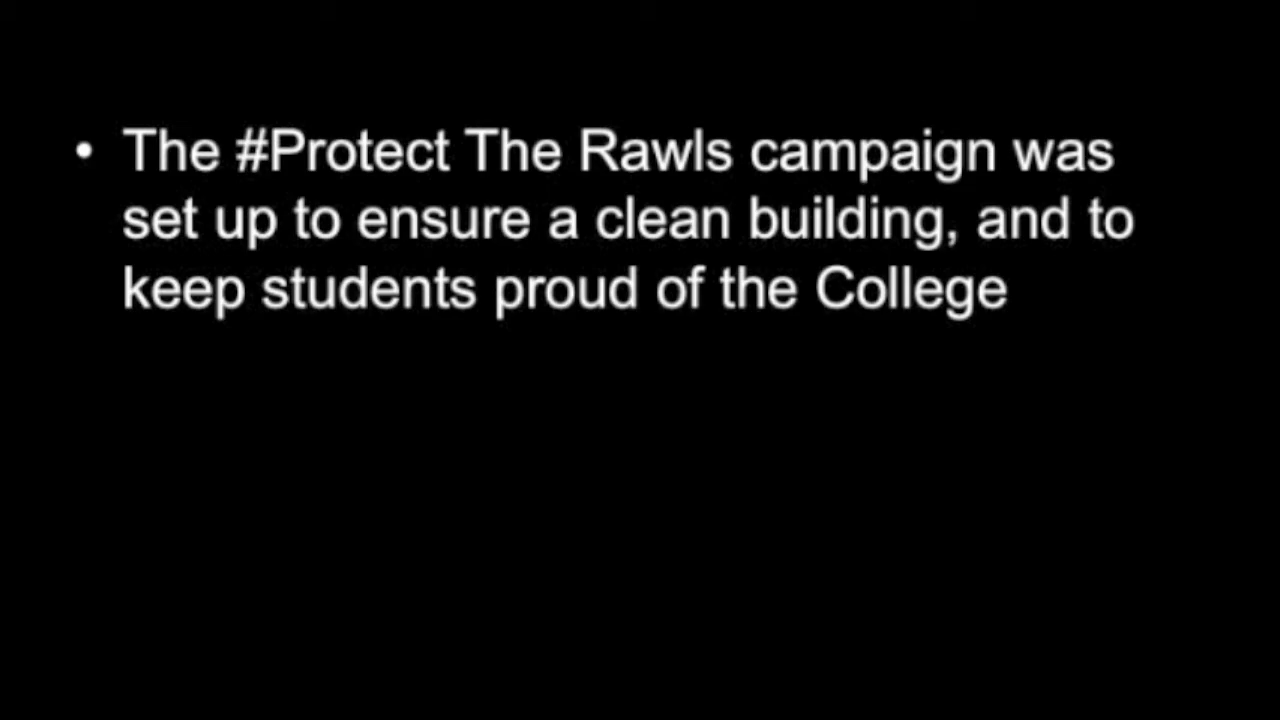 • The #Protect The Rawls campaign was
set up to ensure a clean building, and to
keep students proud of the College